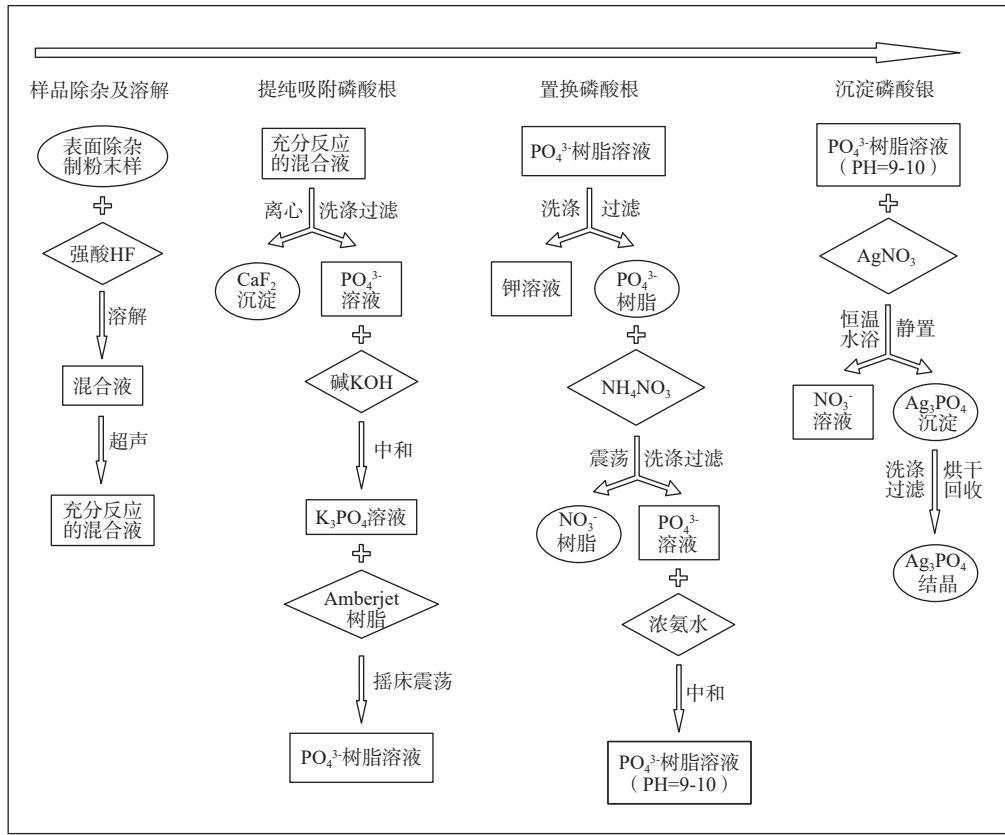 样品除杂及溶解
表面除杂
制粉末样
强酸HF
溶解
混合液
超声
充分反应
的混合液
提纯吸附磷酸根
充分反应
的混合液
离心
洗涤过滤
CaF₂
沉淀
PO₄³⁻
溶液
碱KOH
中和
K₃PO₄溶液
Amberjet
树脂
摇床震荡
PO₄³⁻树脂溶液
置换磷酸根
PO₄³⁻树脂溶液
洗涤
过滤
钾溶液
PO₄³⁻
树脂
NH₄NO₃
震荡
洗涤过滤
NO₃⁻
树脂
PO₄³⁻
溶液
浓氨水
中和
PO₄³⁻树脂溶液
（PH=9-10）
沉淀磷酸银
PO₄³⁻树脂溶液
（PH=9-10）
AgNO₃
恒温
水浴
静置
NO₃⁻
溶液
Ag₃PO₄
沉淀
洗涤
过滤
烘干
回收
Ag₃PO₄
结晶